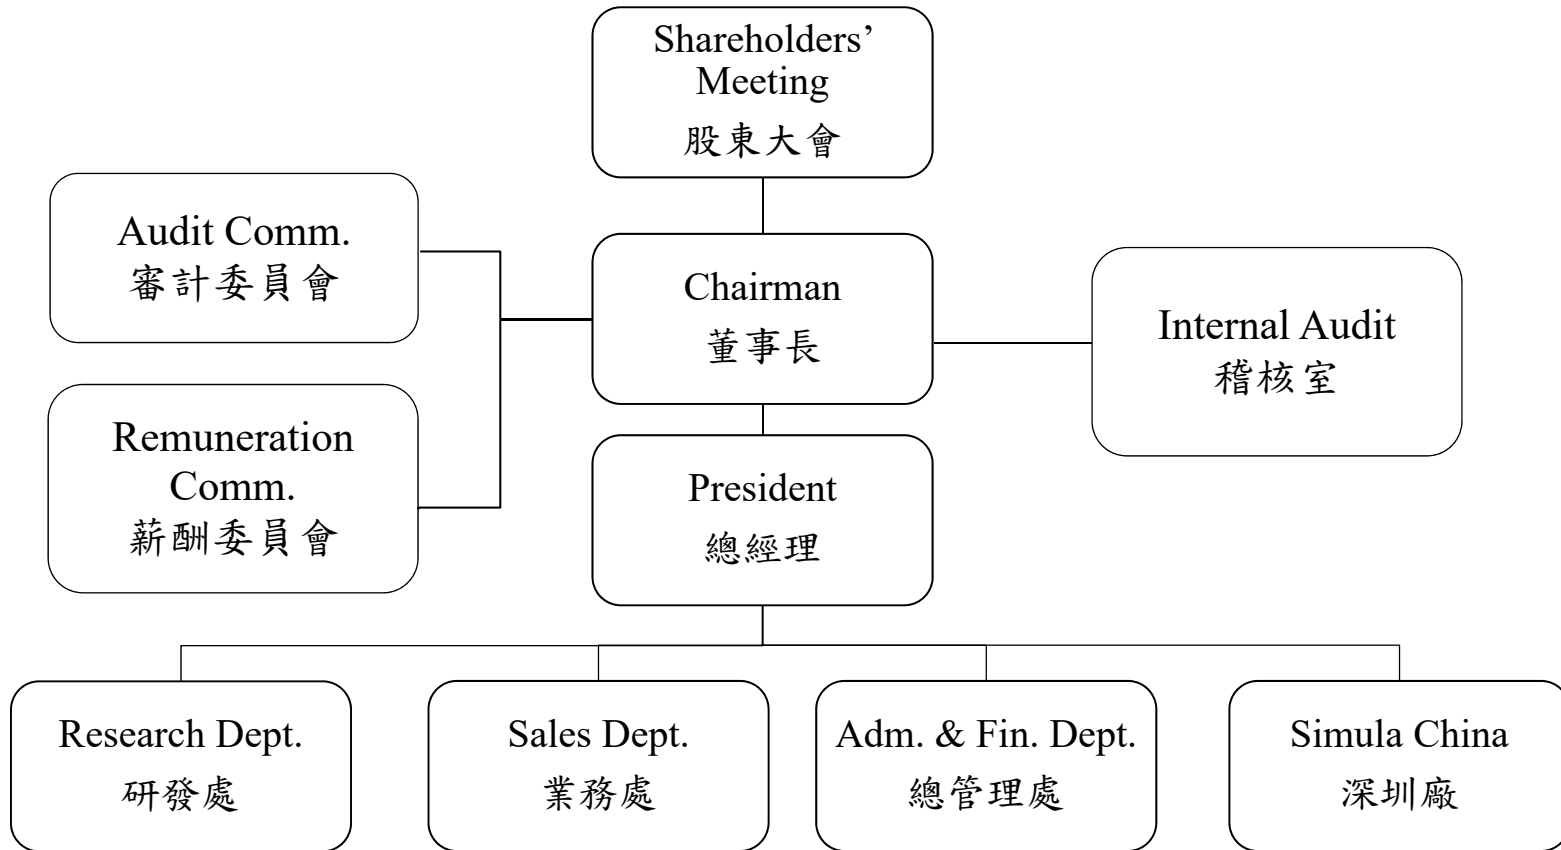 Shareholders’
Meeting
股東大會
Audit Comm.
審計委員會
Chairman
董事長
Internal Audit
稽核室
Remuneration
Comm.
薪酬委員會
President
總經理
Research Dept.
研發處
Sales Dept.
業務處
Adm. & Fin. Dept.
總管理處
Simula China
深圳廠